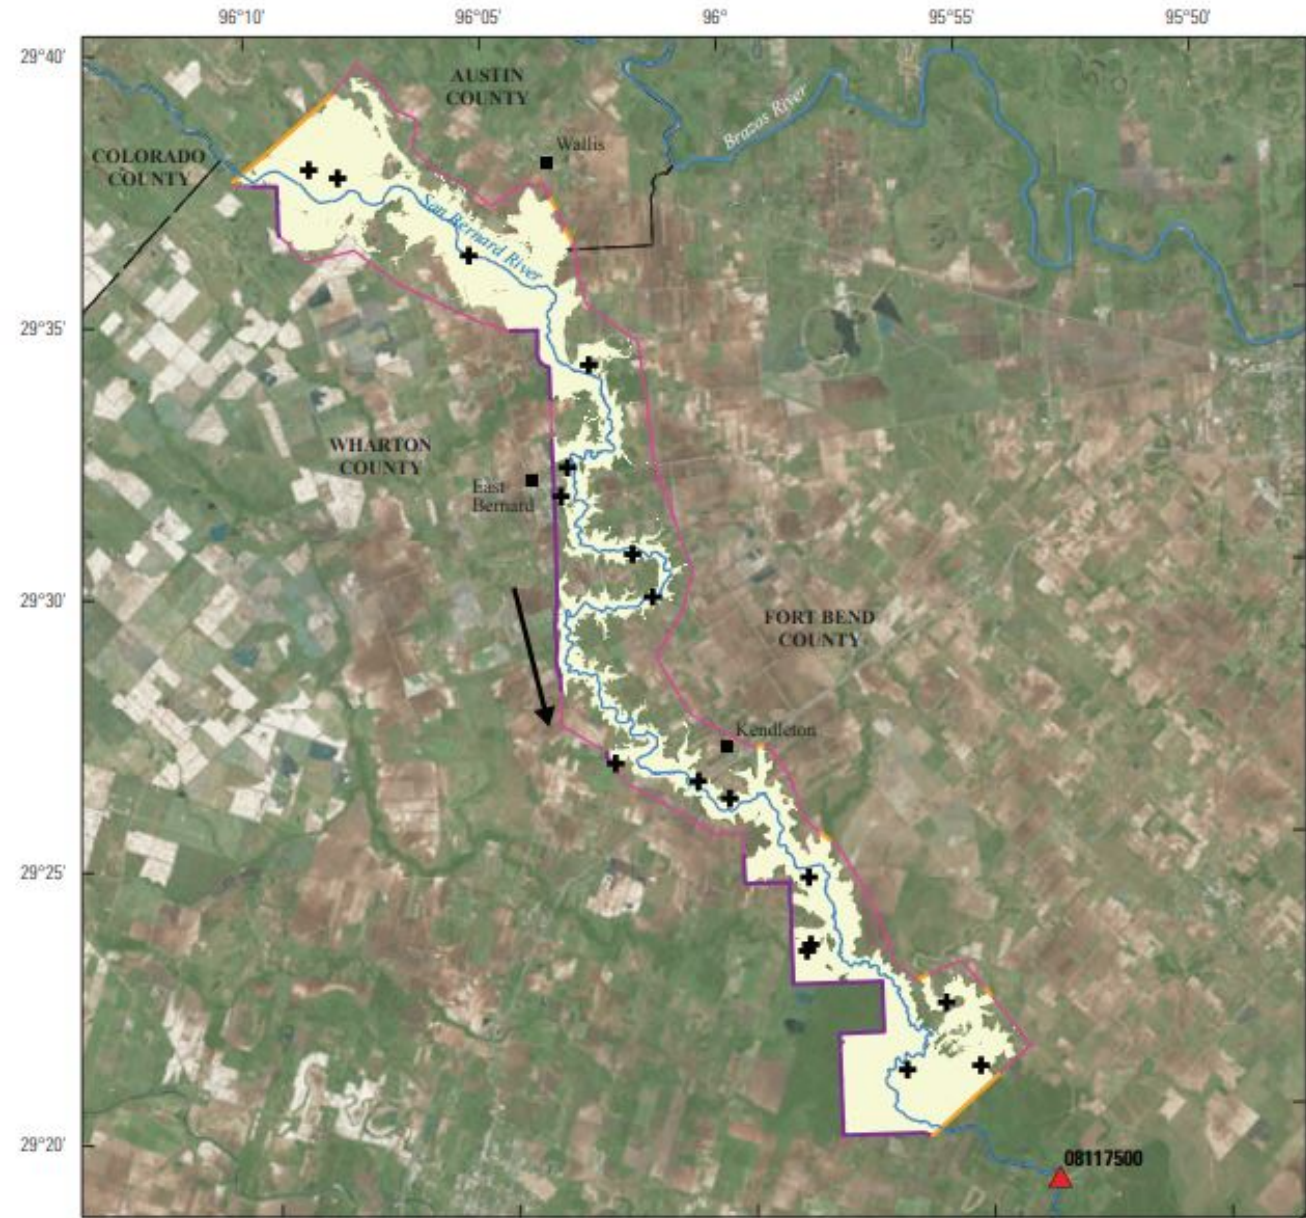 96°10′
96°05′
96°
95°55′
95°50′
29°40′
AUSTIN
COUNTY
Brazos River
Wallis
COLORADO
COUNTY
San Bernard River
29°35′
WHARTON
COUNTY
East
Bernard
29°30′
FORT BEND
COUNTY
Kendleton
29°25′
29°20′
08117500